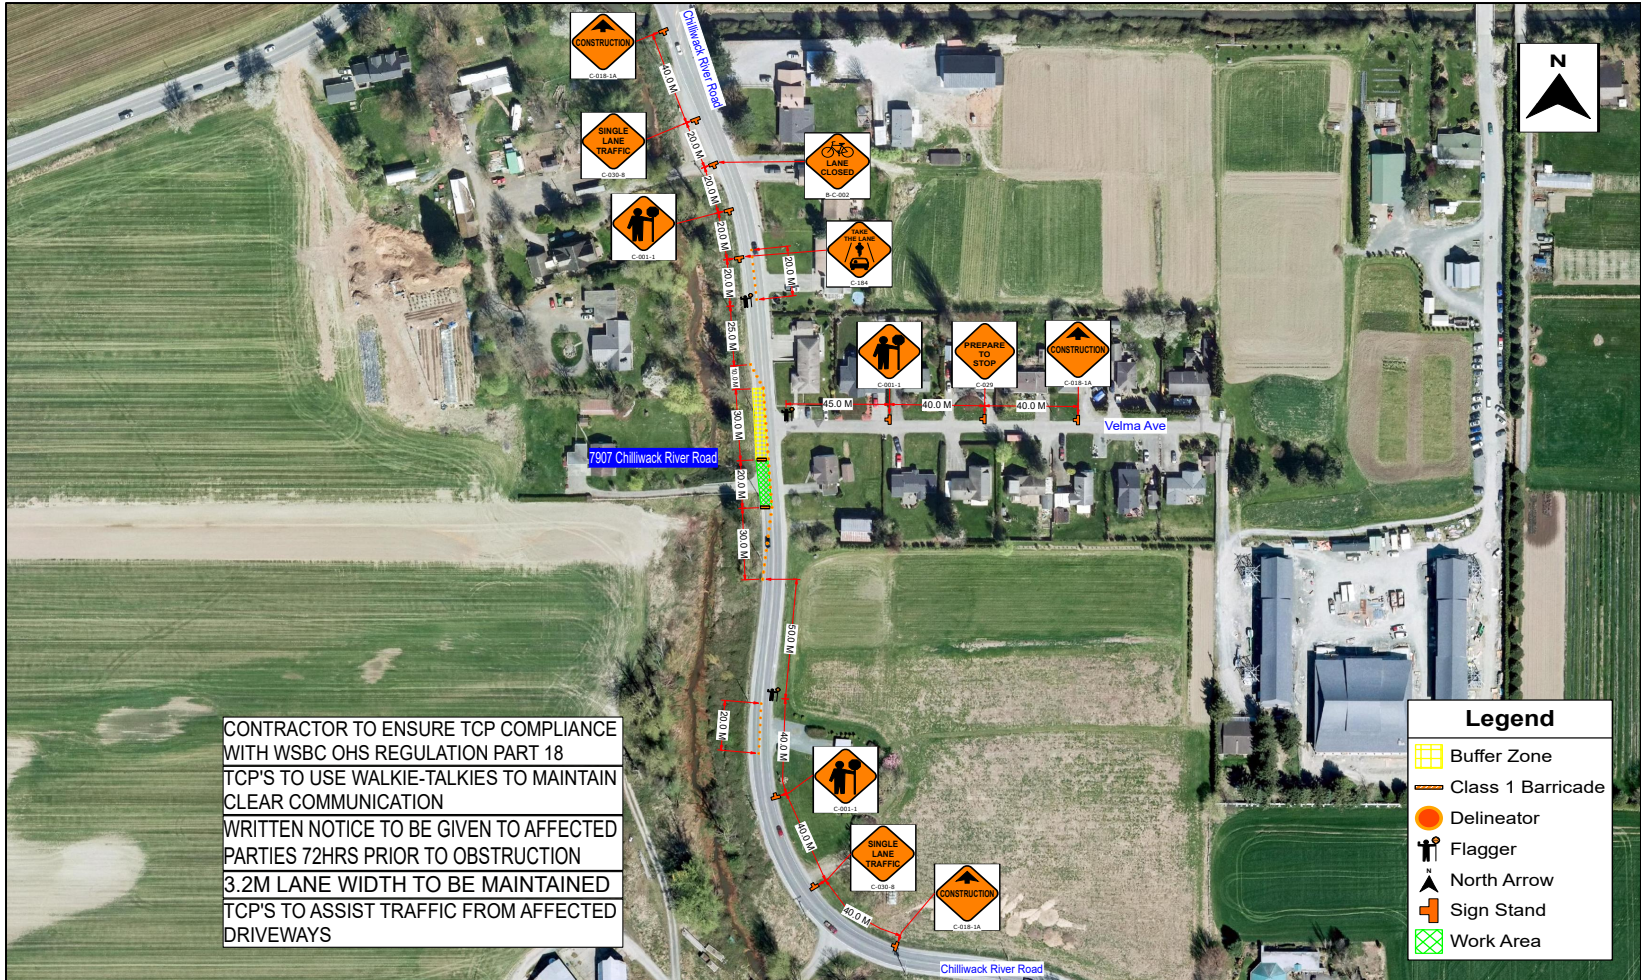 CONSTRUCTION
C-018-1A
Chilliwack River Road
N
40.0 M
SINGLE
LANE
TRAFFIC
C-030-8
20.0 M
LANE
CLOSED
B-C-002
20.0 M
C-001-1
20.0 M
TAKE
THE LANE
C-184
20.0 M
20.0 M
25.0 M
10.0 M
C-001-1
PREPARE
TO
STOP
C-029
CONSTRUCTION
C-018-1A
45.0 M
40.0 M
40.0 M
Velma Ave
30.0 M
7907 Chilliwack River Road
20.0 M
30.0 M
50.0 M
20.0 M
40.0 M
C-001-1
40.0 M
SINGLE
LANE
TRAFFIC
C-030-8
CONSTRUCTION
C-018-1A
40.0 M
Chilliwack River Road
CONTRACTOR TO ENSURE TCP COMPLIANCE
WITH WSBC OHS REGULATION PART 18
TCP'S TO USE WALKIE-TALKIES TO MAINTAIN
CLEAR COMMUNICATION
WRITTEN NOTICE TO BE GIVEN TO AFFECTED
PARTIES 72HRS PRIOR TO OBSTRUCTION
3.2M LANE WIDTH TO BE MAINTAINED
TCP'S TO ASSIST TRAFFIC FROM AFFECTED
DRIVEWAYS
Legend
Buffer Zone
Class 1 Barricade
Delineator
Flagger
N
North Arrow
Sign Stand
Work Area